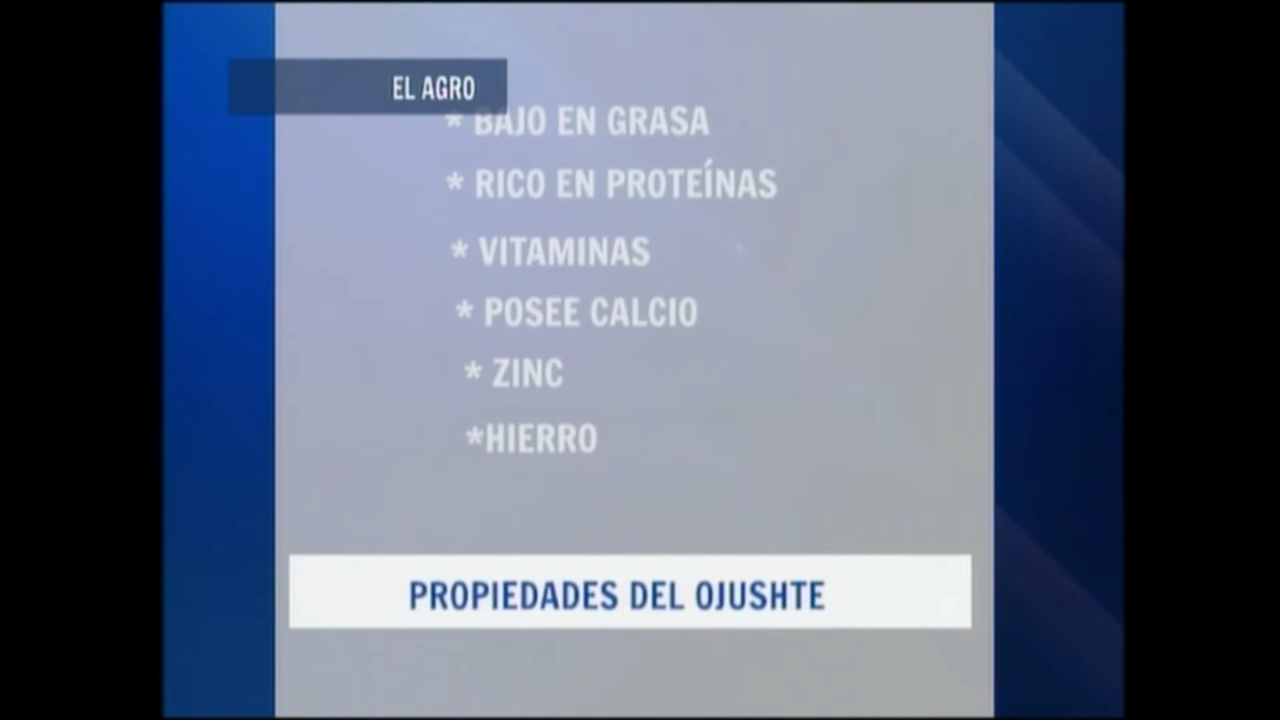 EL AGRO
* BAJO EN GRASA
* RICO EN PROTEÍNAS
* VITAMINAS
* POSEE CALCIO
* ZINC
*HIERRO
PROPIEDADES DEL OJUSHTE